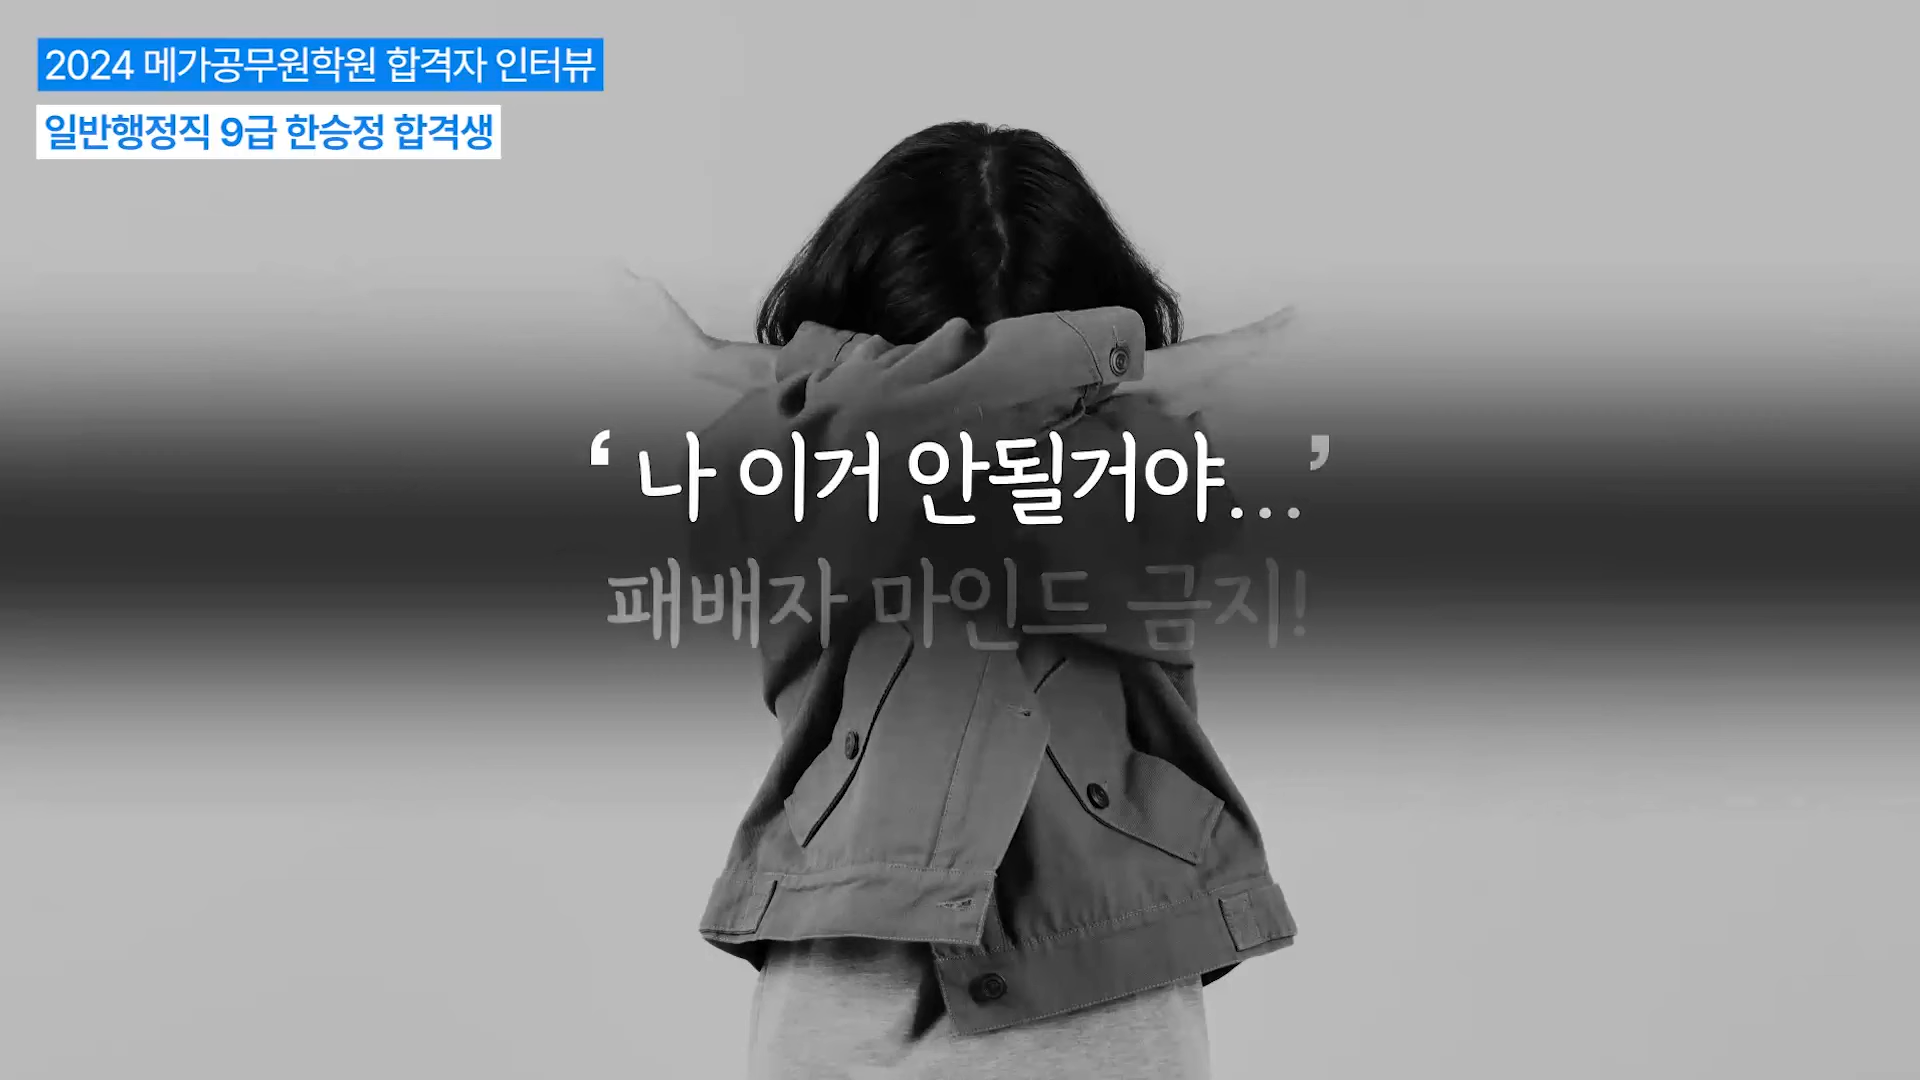 2024 메가공무원학원 합격자 인터뷰
일반행정직 9급 한승정 합격생
‘나 이거 안될거야...’
패배자 마인드 금지!